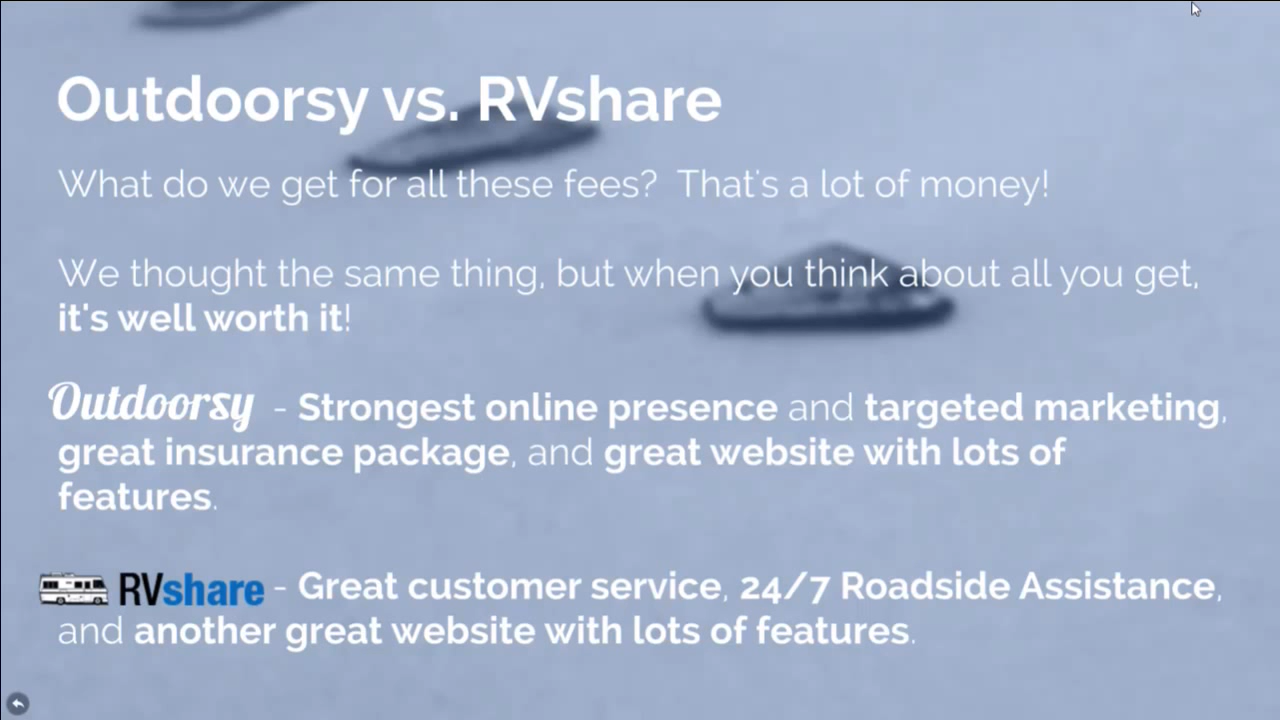 Outdoorsy vs. RVshare
What do we get for all these fees?  That's a lot of money!
We thought the same thing, but when you think about all you get,
it's well worth it!
Outdoorsy - Strongest online presence and targeted marketing,
great insurance package, and great website with lots of
features.
RVshare - Great customer service, 24/7 Roadside Assistance,
and another great website with lots of features.